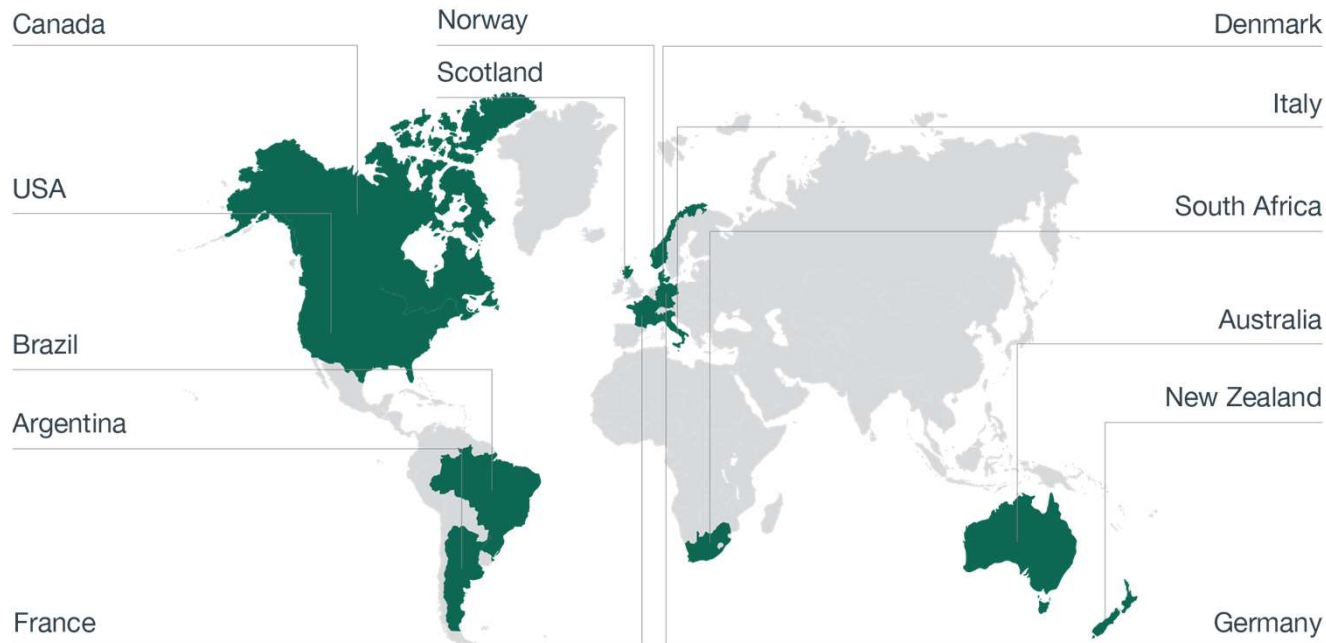 Canada
Norway
Denmark
Scotland
Italy
USA
South Africa
Australia
Brazil
New Zealand
Argentina
France
Germany